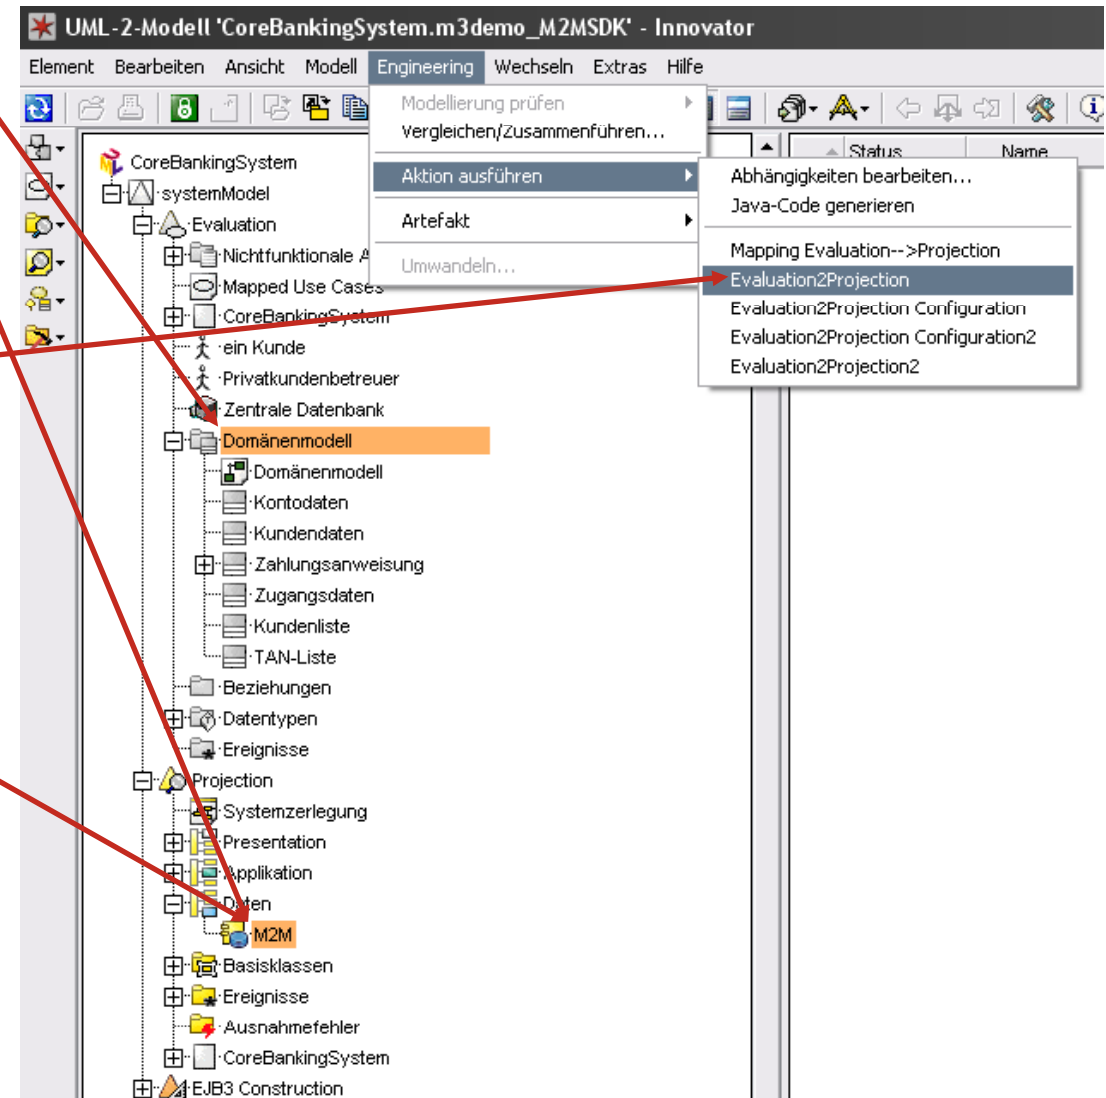 UML-2-Modell 'CoreBankingSystem.m3demo_M2MSDK' - Innovator
Element Bearbeiten Ansicht Modell Engineering Wechseln Extras Hilfe
Modellierung prüfen
Vergleichen/Zusammenführen...
Aktion ausführen
Artefakt
Umwandeln...
Status Name
Abhängigkeiten bearbeiten...
Java-Code generieren
Mapping Evaluation-->Projection
Evaluation2Projection
Evaluation2Projection Configuration
Evaluation2Projection Configuration2
Evaluation2Projection2
CoreBankingSystem
systemModel
Evaluation
Nichtfunktionale A
Mapped Use Cases
CoreBankingSystem
ein Kunde
Privatkundenbetreuer
Zentrale Datenbank
Domänenmodell
Domänenmodell
Kontodaten
Kundendaten
Zahlungsanweisung
Zugangsdaten
Kundenliste
TAN-Liste
Beziehungen
Datentypen
Ereignisse
Projection
Systemzerlegung
Presentation
Applikation
Daten
M2M
Basisklassen
Ereignisse
Ausnahmefehler
CoreBankingSystem
EJB3 Construction